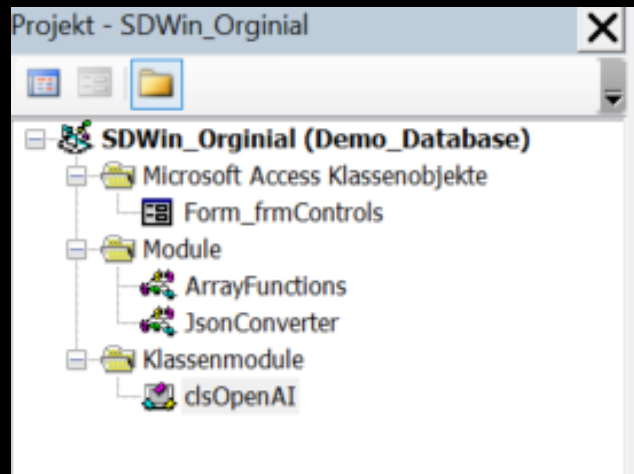 Projekt - SDWin_Orginial
SDWin_Orginial (Demo_Database)
Microsoft Access Klassenobjekte
Form_frmControls
Module
ArrayFunctions
JsonConverter
Klassenmodule
clsOpenAI